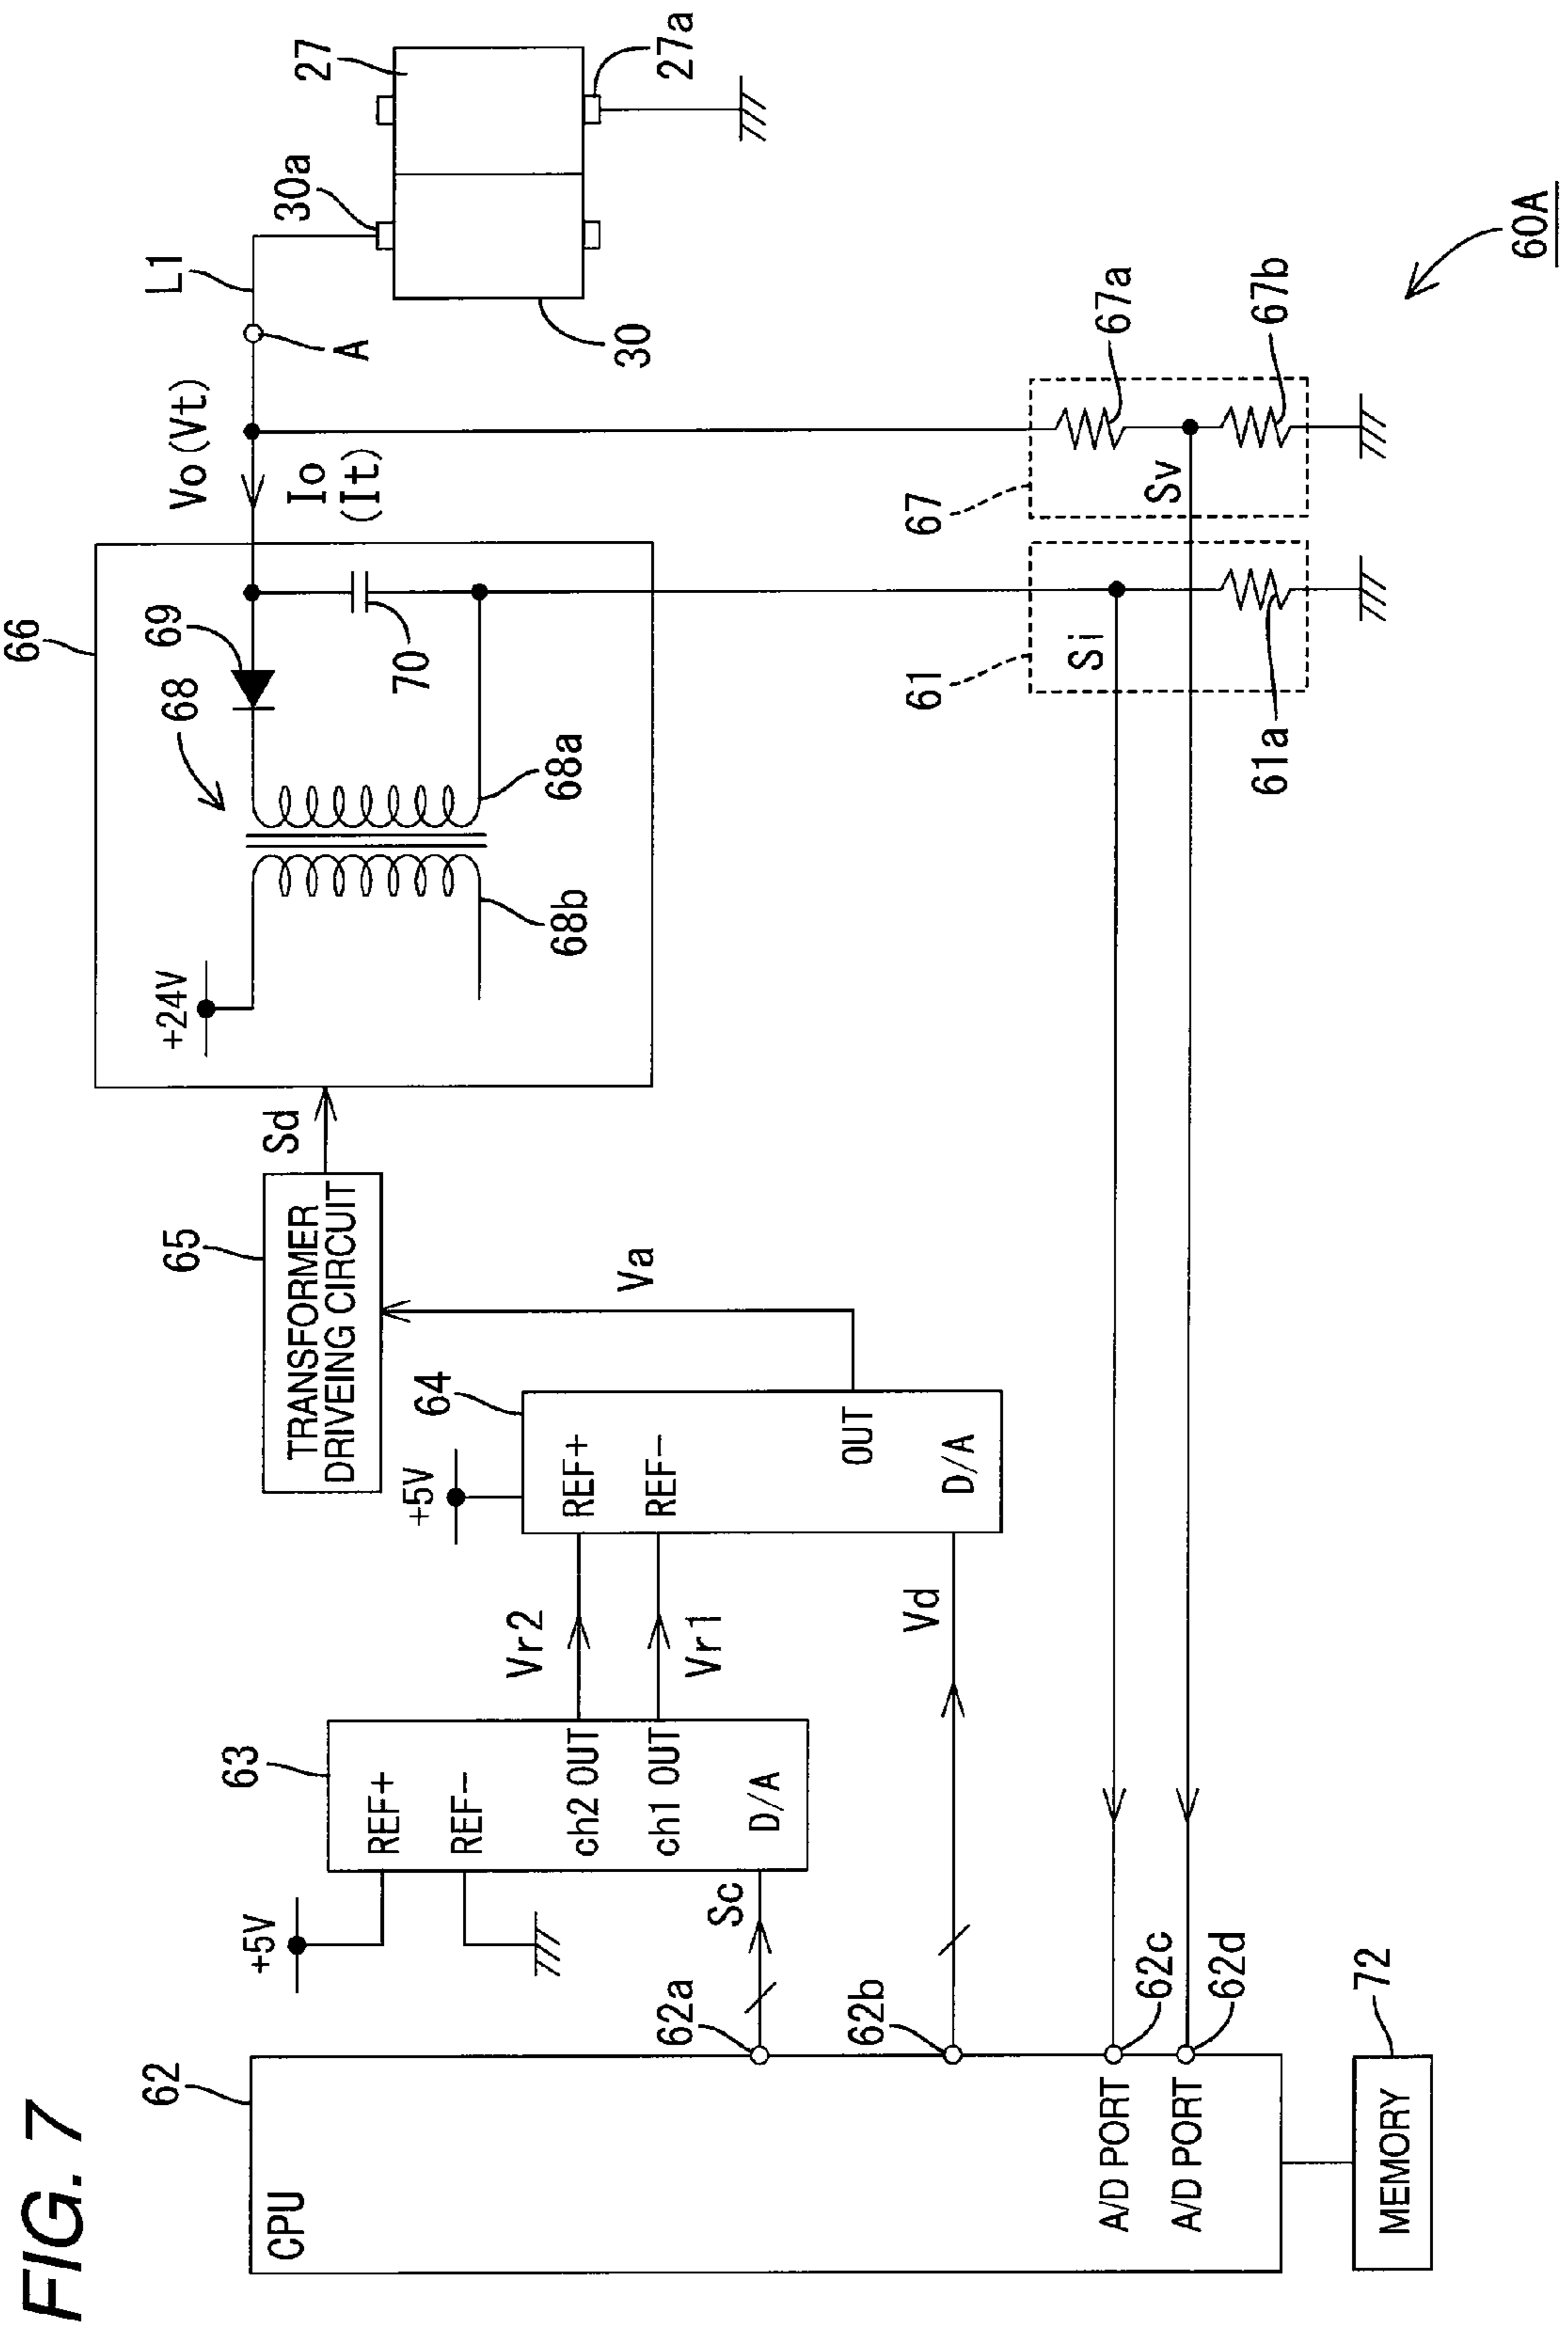 FIG. 7
62
CPU
62a
62b
A/D PORT
62c
A/D PORT
62d
MEMORY
72
+5V
63
REF+
REF-
ch2 OUT
ch1 OUT
D/A
Sc
Vr2
Vr1
Vd
+5V
64
REF+
REF-
OUT
D/A
Va
65
TRANSFORMER
DRIVEING CIRCUIT
Sd
66
+24V
68
69
68b
68a
70
Vo(Vt)
Io
(It)
L1
A
30a
27
30
27a
61
Si
61a
67
Sv
67a
67b
60A